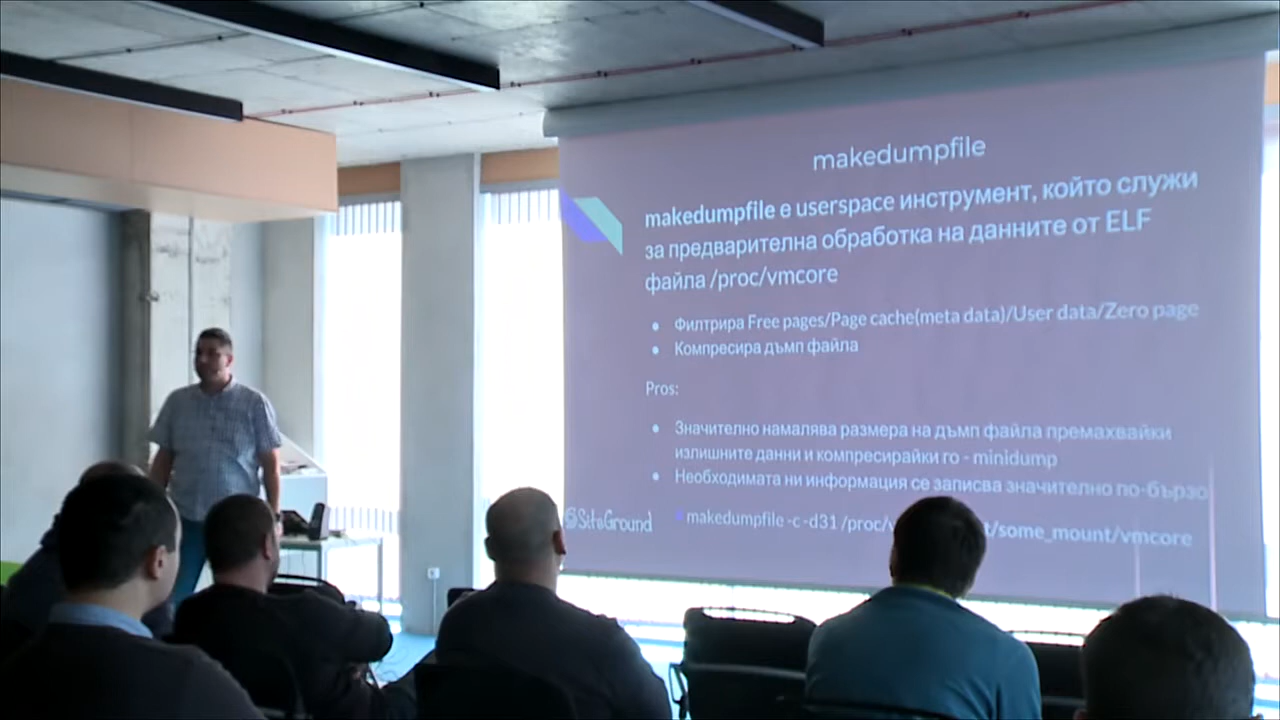 makedumpfile
makedumpfile е userspace инструмент, който служи
за предварителна обработка на данните от ELF
файла /proc/vmcore
• Филтрира Free pages/Page cache(meta data)/User data/Zero page
• Компресира дъмп файла
Pros:
• Значително намалява размера на дъмп файла премахвайки
излишните данни и компресирайки го - minidump
• Необходимата ни информация се записва значително по-бързо
@SiteGround
makedumpfile -c -d31 /proc/ t/some_mount/vmcore